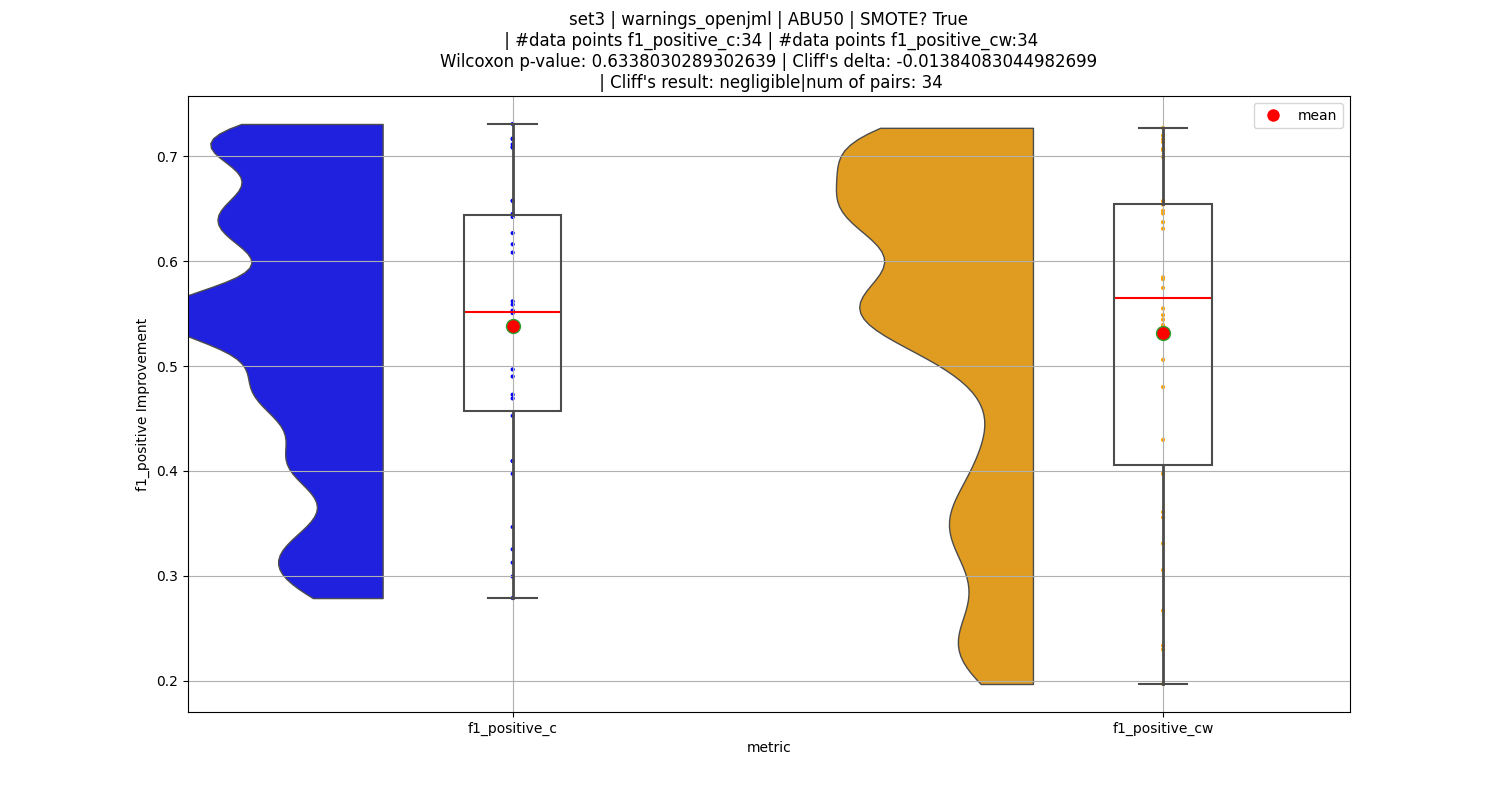 set3 | warnings_openjml | ABU50 | SMOTE? True
| #data points f1_positive_c:34 | #data points f1_positive_cw:34
Wilcoxon p-value: 0.6338030289302639 | Cliff's delta: -0.01384083044982699
| Cliff's result: negligible|num of pairs: 34
mean
0.7
0.6
0.5
0.4
0.3
0.2
f1_positive Improvement
f1_positive_c
f1_positive_cw
metric